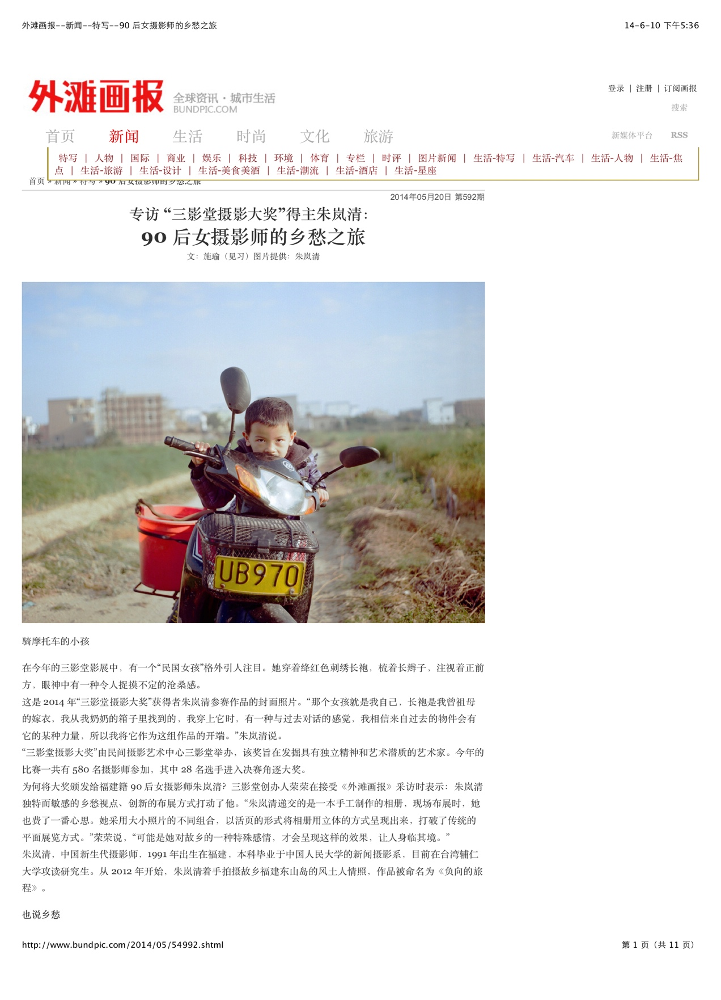 外滩画报--新闻--特写--90 后女摄影师的乡愁之旅
14-6-10 下午5:36
外滩画报
全球资讯·城市生活
BUNDPIC.COM
登录 | 注册 | 订阅画报
搜索
首页 新闻 生活 时尚 文化 旅游
新媒体平台 RSS
特写 | 人物 | 国际 | 商业 | 娱乐 | 科技 | 环境 | 体育 | 专栏 | 时评 | 图片新闻 | 生活-特写 | 生活-汽车 | 生活-人物 | 生活-焦
点 | 生活-旅游 | 生活-设计 | 生活-美食美酒 | 生活-潮流 | 生活-酒店 | 生活-星座
首页 » 新闻 » 特写 » 90 后女摄影师的乡愁之旅
2014年05月20日 第592期
专访 “三影堂摄影大奖”得主朱岚清：
90 后女摄影师的乡愁之旅
文：施瑜（见习）图片提供：朱岚清
UB970
骑摩托车的小孩
在今年的三影堂影展中，有一个“民国女孩”格外引人注目。她穿着绛红色刺绣长袍，梳着长辫子，注视着正前
方，眼神中有一种令人捉摸不定的沧桑感。
这是 2014 年“三影堂摄影大奖”获得者朱岚清参赛作品的封面照片。“那个女孩就是我自己，长袍是我曾祖母
的嫁衣，我从我奶奶的箱子里找到的，我穿上它时，有一种与过去对话的感觉，我相信来自过去的物件会有
它的某种力量，所以我将它作为这组作品的开端。”朱岚清说。
“三影堂摄影大奖”由民间摄影艺术中心三影堂举办，该奖旨在发掘具有独立精神和艺术潜质的艺术家。今年的
比赛一共有 580 名摄影师参加，其中 28 名选手进入决赛角逐大奖。
为何将大奖颁发给福建籍 90 后女摄影师朱岚清？三影堂创办人荣荣在接受《外滩画报》采访时表示：朱岚清
独特而敏感的乡愁视点、创新的布展方式打动了他。“朱岚清递交的是一本手工制作的相册，现场布展时，她
也费了一番心思。她采用大小照片的不同组合，以活页的形式将相册用立体的方式呈现出来，打破了传统的
平面展览方式。”荣荣说，“可能是她对故乡的一种特殊感情，才会呈现这样的效果，让人身临其境。”
朱岚清，中国新生代摄影师，1991 年出生在福建，本科毕业于中国人民大学的新闻摄影系，目前在台湾辅仁
大学攻读研究生。从 2012 年开始，朱岚清着手拍摄故乡福建东山岛的风土人情照，作品被命名为《负向的旅
程》。
也说乡愁
http://www.bundpic.com/2014/05/54992.shtml
第 1 页（共 11 页）